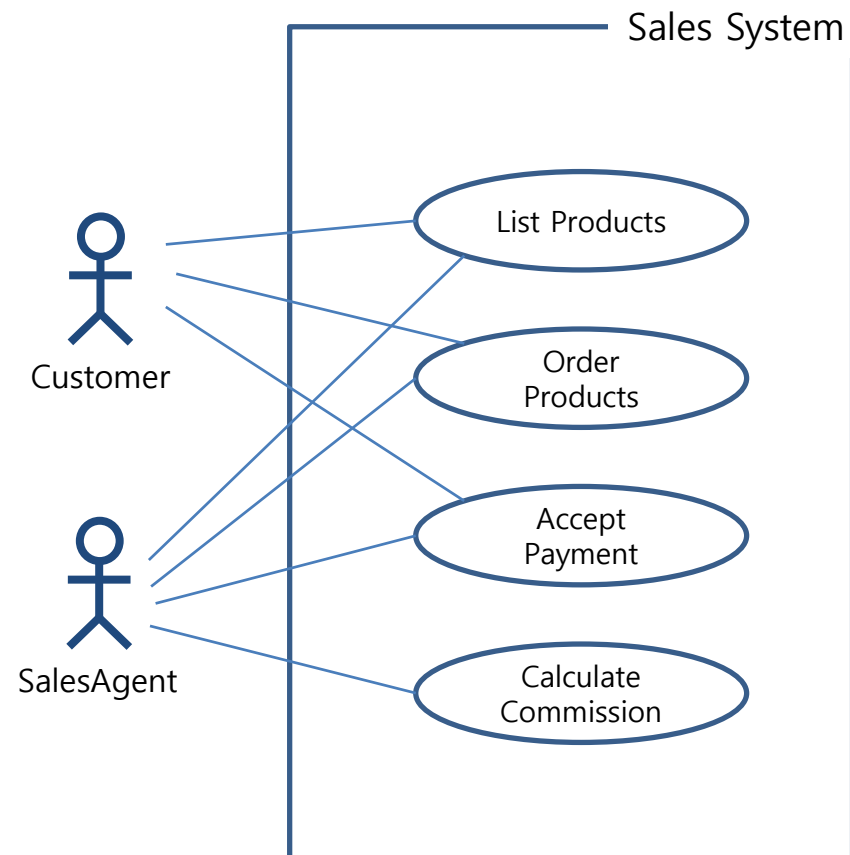 Sales System
List Products
Customer
Order
Products
Accept
Payment
SalesAgent
Calculate
Commission